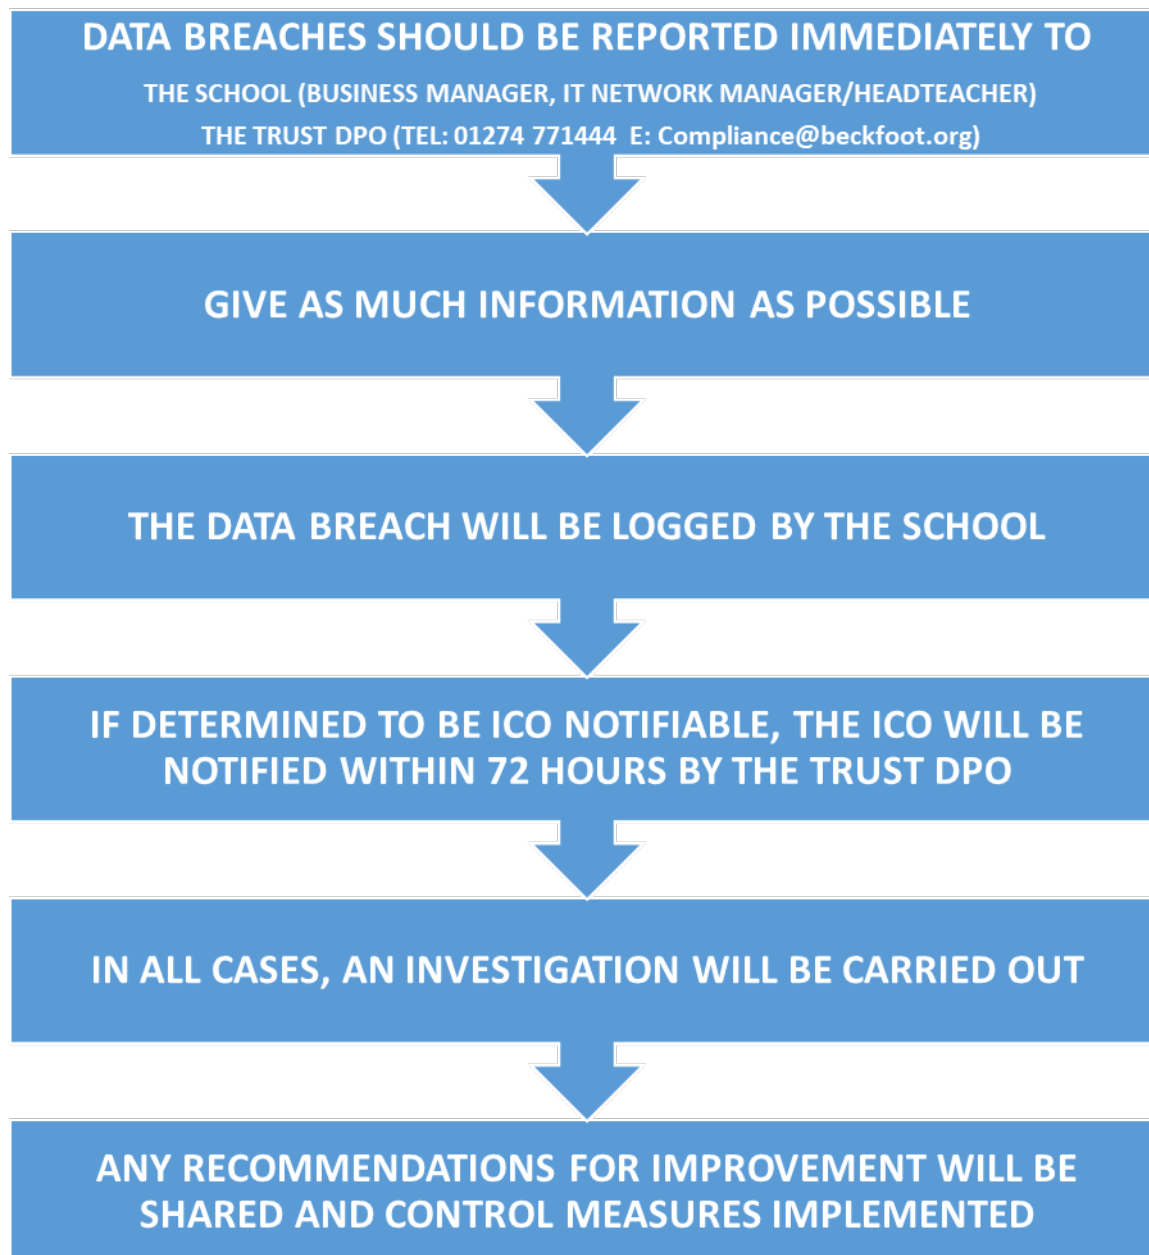 DATA BREACHES SHOULD BE REPORTED IMMEDIATELY TO
THE SCHOOL (BUSINESS MANAGER, IT NETWORK MANAGER/HEADTEACHER)
THE TRUST DPO (TEL: 01274 771444 E: Compliance@beckfoot.org)
GIVE AS MUCH INFORMATION AS POSSIBLE
THE DATA BREACH WILL BE LOGGED BY THE SCHOOL
IF DETERMINED TO BE ICO NOTIFIABLE, THE ICO WILL BE
NOTIFIED WITHIN 72 HOURS BY THE TRUST DPO
IN ALL CASES, AN INVESTIGATION WILL BE CARRIED OUT
ANY RECOMMENDATIONS FOR IMPROVEMENT WILL BE
SHARED AND CONTROL MEASURES IMPLEMENTED